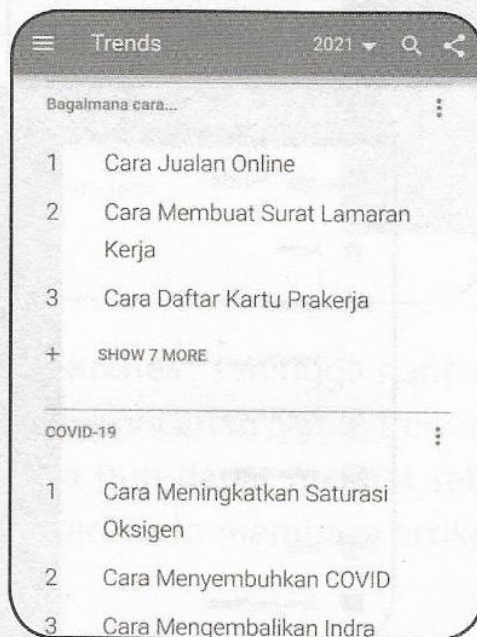 Trends 2021
Bagaimana cara...
1 Cara Jualan Online
2 Cara Membuat Surat Lamaran
Kerja
3 Cara Daftar Kartu Prakerja
+ SHOW 7 MORE
COVID-19
1 Cara Meningkatkan Saturasi
Oksigen
2 Cara Menyembuhkan COVID
3 Cara Mengembalikan Indra